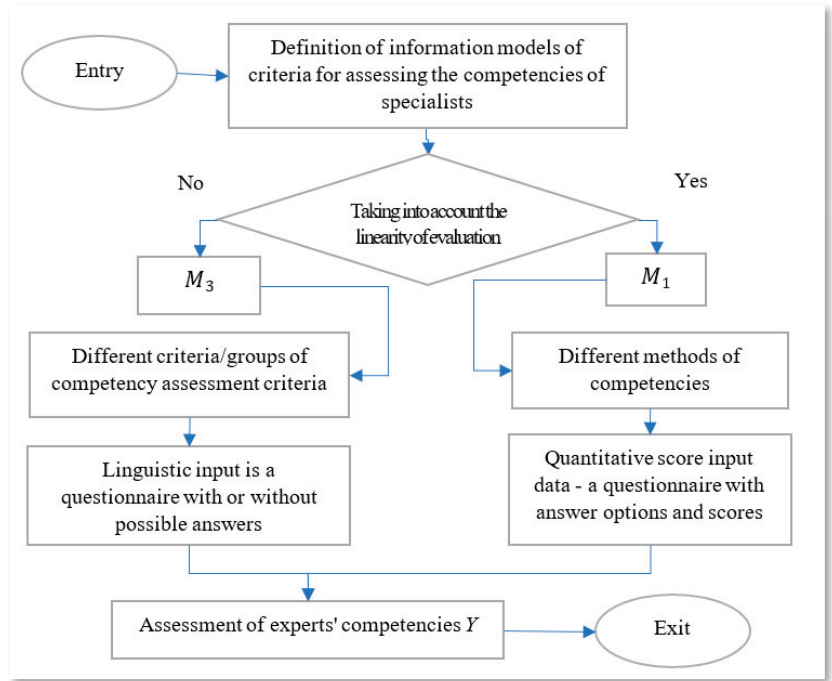 Entry
Definition of information models of
criteria for assessing the competencies of
specialists
No
Yes
Taking into account the
linearity of evaluation
M₃
M₁
Different criteria/groups of
competency assessment criteria
Different methods of
competencies
Linguistic input is a
questionnaire with or without
possible answers
Quantitative score input
data - a questionnaire with
answer options and scores
Assessment of experts' competencies Y
Exit